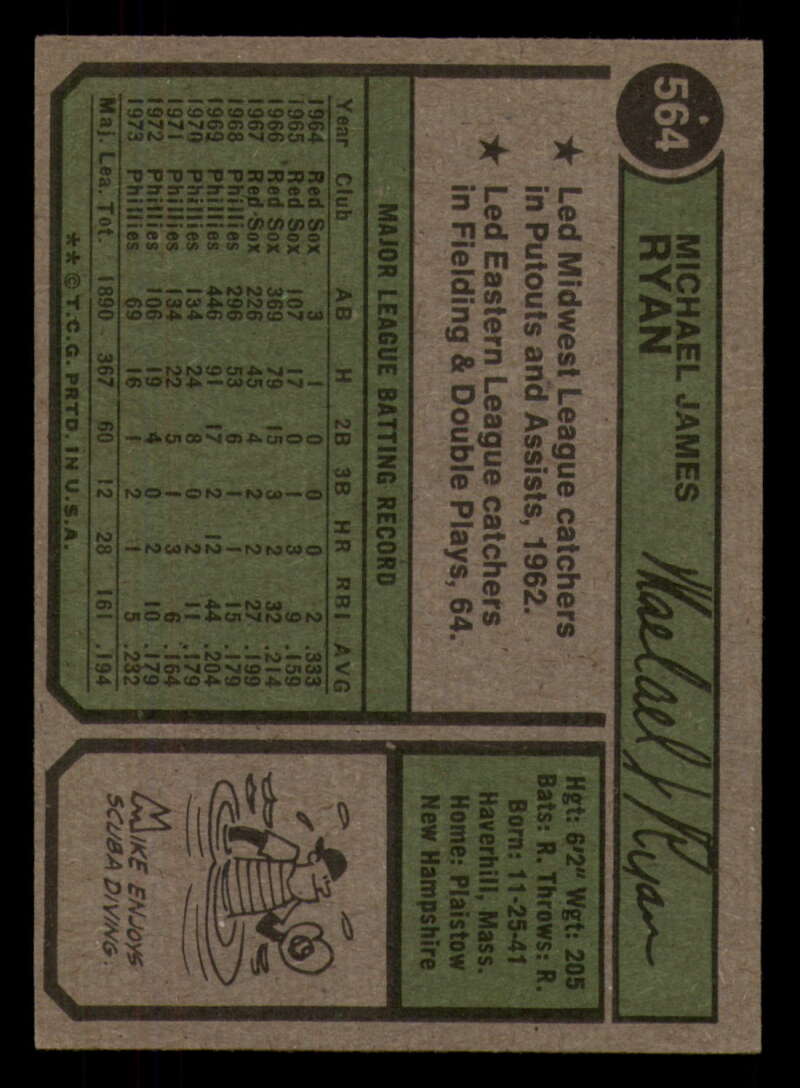 564
MICHAEL JAMES
RYAN
Michael J Ryan
★ Led Midwest League catchers
in Putouts and Assists, 1962.
★ Led Eastern League catchers
in Fielding & Double Plays, 64.
MAJOR LEAGUE BATTING RECORD
Year Club AB H 2B 3B HR RBI AVG
1964 Red Sox 3 1 0 0 0 2 .333
1965 Red Sox 107 17 0 1 3 9 .159
1966 Red Sox 369 79 15 3 2 32 .214
1967 Red Sox 226 45 4 2 2 27 .199
1968 Phillies 296 53 6 1 1 15 .179
1969 Phillies 446 91 17 2 12 44 .204
1970 Phillies 134 24 8 0 2 11 .179
1971 Phillies 134 22 5 1 3 6 .164
1972 Phillies 106 19 4 0 2 10 .179
1973 Phillies 69 16 1 2 1 5 .232
Maj. Lea. Tot. 1890 367 60 12 28 161 .194
**©T.C.G. PRTD. IN U.S.A.
Hgt: 6'2" Wgt: 205
Bats: R. Throws: R.
Born: 11-25-41
Haverhill, Mass.
Home: Plaistow
New Hampshire
MIKE ENJOYS
SCUBA DIVING.